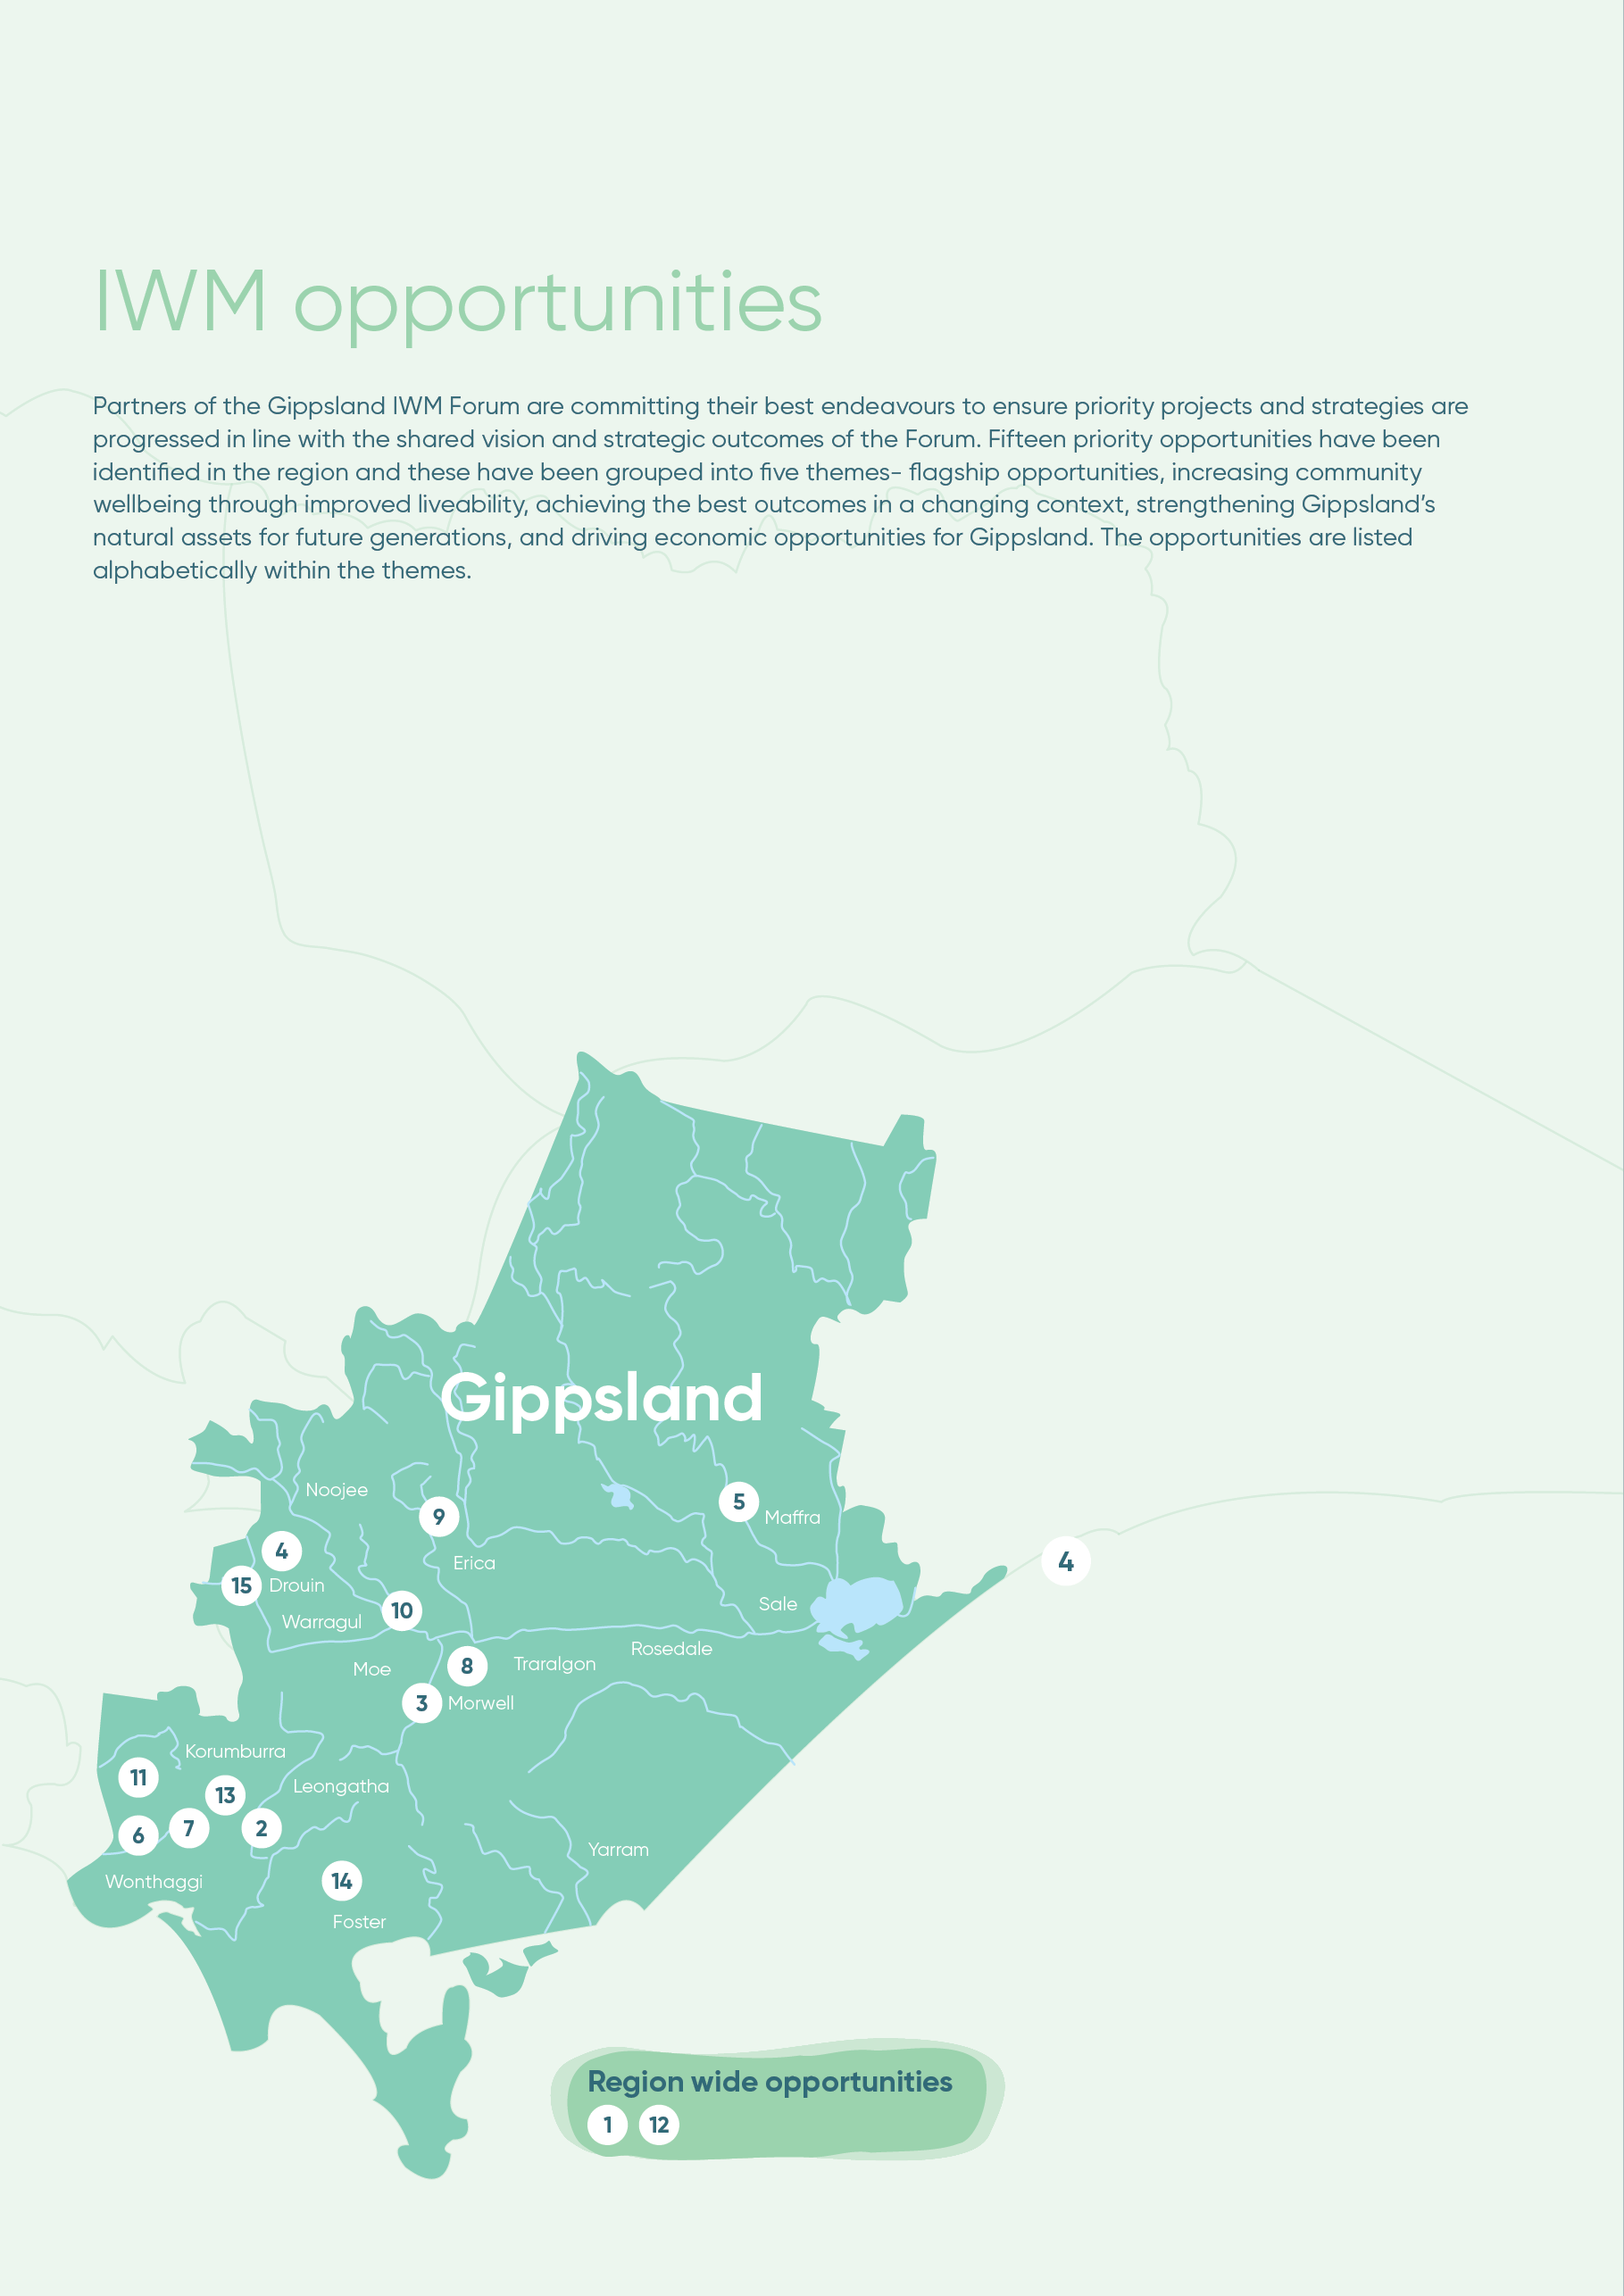 IWM opportunities
Partners of the Gippsland IWM Forum are committing their best endeavours to ensure priority projects and strategies are
progressed in line with the shared vision and strategic outcomes of the Forum. Fifteen priority opportunities have been
identified in the region and these have been grouped into five themes- flagship opportunities, increasing community
wellbeing through improved liveability, achieving the best outcomes in a changing context, strengthening Gippsland’s
natural assets for future generations, and driving economic opportunities for Gippsland. The opportunities are listed
alphabetically within the themes.
Gippsland
Noojee
5
Maffra
9
4
Erica
4
15
Drouin
Sale
10
Warragul
Rosedale
8
Traralgon
Moe
3
Morwell
Korumburra
11
Leongatha
13
7
2
6
Yarram
Wonthaggi
14
Foster
Region wide opportunities
1
12